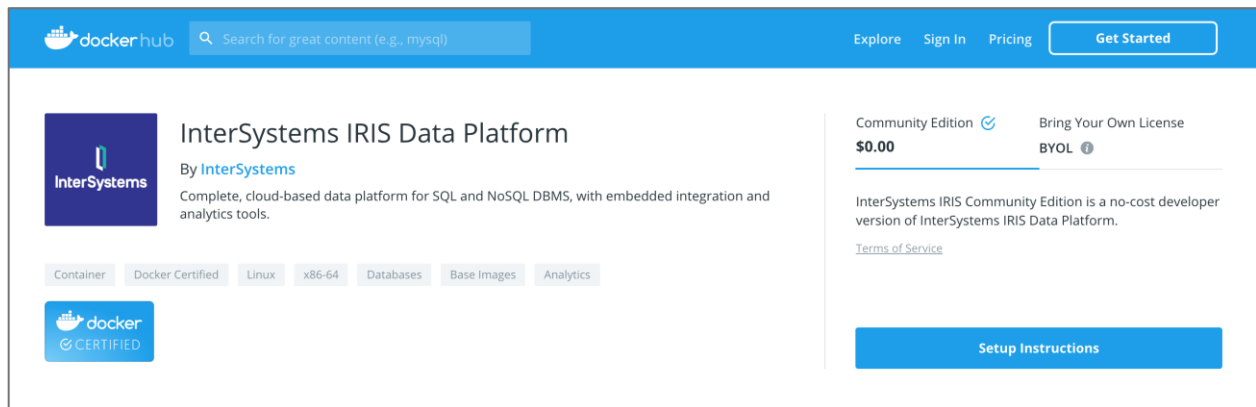 dockerhub
Search for great content (e.g., mysql)
Explore Sign In Pricing Get Started
InterSystems
InterSystems IRIS Data Platform
By InterSystems
Complete, cloud-based data platform for SQL and NoSQL DBMS, with embedded integration and
analytics tools.
Container Docker Certified Linux x86-64 Databases Base Images Analytics
docker
CERTIFIED
Community Edition Bring Your Own License
$0.00 BYOL i
InterSystems IRIS Community Edition is a no-cost developer
version of InterSystems IRIS Data Platform.
Terms of Service
Setup Instructions